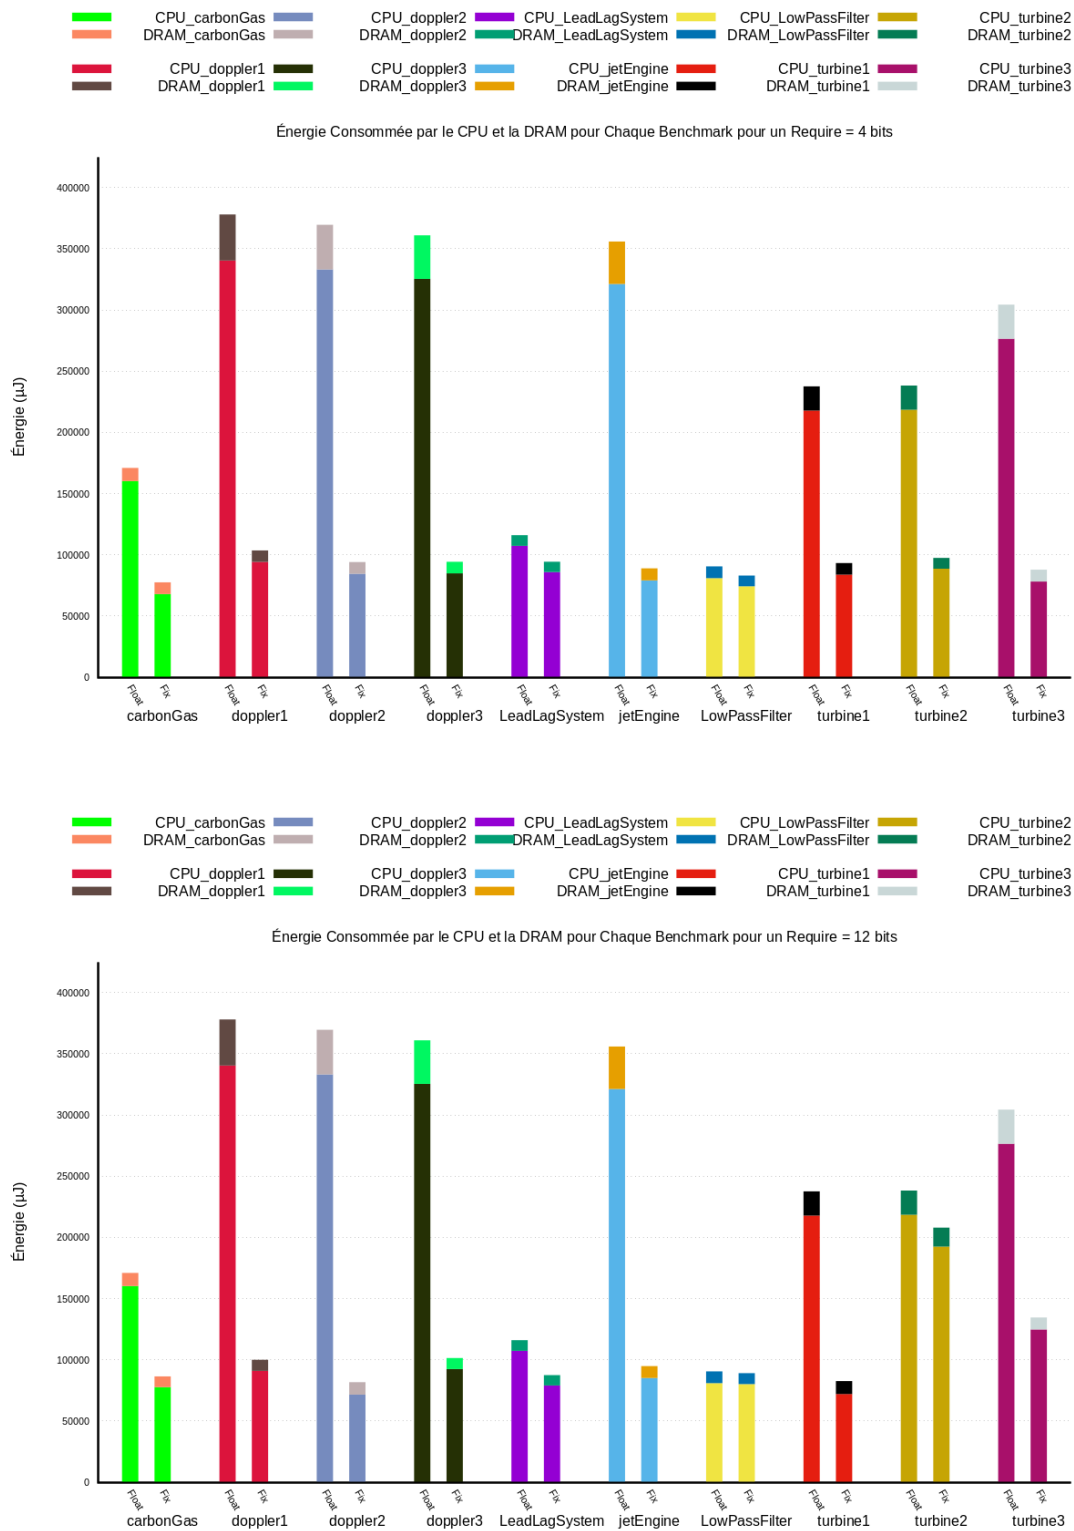 CPU_carbonGas CPU_doppler2 CPU_LeadLagSystem CPU_LowPassFilter CPU_turbine2
DRAM_carbonGas DRAM_doppler2 DRAM_LeadLagSystem DRAM_LowPassFilter DRAM_turbine2
CPU_doppler1 CPU_doppler3 CPU_jetEngine CPU_turbine1 CPU_turbine3
DRAM_doppler1 DRAM_doppler3 DRAM_jetEngine DRAM_turbine1 DRAM_turbine3
Énergie Consommée par le CPU et la DRAM pour Chaque Benchmark pour un Require = 4 bits
Énergie (µJ)
400000
350000
300000
250000
200000
150000
100000
50000
0
Float Fix Float Fix Float Fix Float Fix Float Fix Float Fix Float Fix Float Fix Float Fix Float Fix
carbonGas doppler1 doppler2 doppler3 LeadLagSystem jetEngine LowPassFilter turbine1 turbine2 turbine3
CPU_carbonGas CPU_doppler2 CPU_LeadLagSystem CPU_LowPassFilter CPU_turbine2
DRAM_carbonGas DRAM_doppler2 DRAM_LeadLagSystem DRAM_LowPassFilter DRAM_turbine2
CPU_doppler1 CPU_doppler3 CPU_jetEngine CPU_turbine1 CPU_turbine3
DRAM_doppler1 DRAM_doppler3 DRAM_jetEngine DRAM_turbine1 DRAM_turbine3
Énergie Consommée par le CPU et la DRAM pour Chaque Benchmark pour un Require = 12 bits
Énergie (µJ)
400000
350000
300000
250000
200000
150000
100000
50000
0
Float Fix Float Fix Float Fix Float Fix Float Fix Float Fix Float Fix Float Fix Float Fix Float Fix
carbonGas doppler1 doppler2 doppler3 LeadLagSystem jetEngine LowPassFilter turbine1 turbine2 turbine3